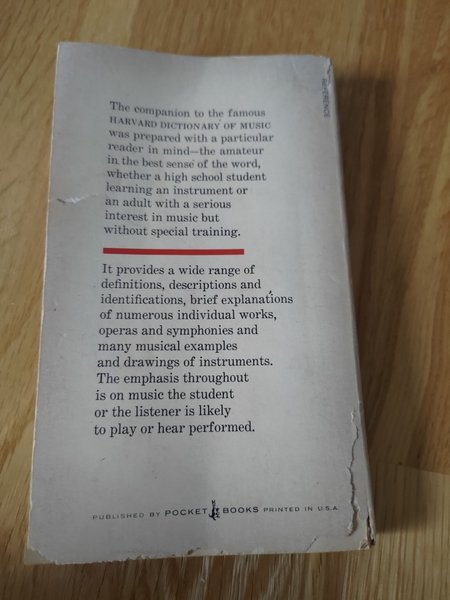 REFERENCE
The companion to the famous
HARVARD DICTIONARY OF MUSIC
was prepared with a particular
reader in mind—the amateur
in the best sense of the word,
whether a high school student
learning an instrument or
an adult with a serious
interest in music but
without special training.
It provides a wide range of
definitions, descriptions and
identifications, brief explanations
of numerous individual works,
operas and symphonies and
many musical examples
and drawings of instruments.
The emphasis throughout
is on music the student
or the listener is likely
to play or hear performed.
PUBLISHED BY POCKET BOOKS PRINTED IN U.S.A.